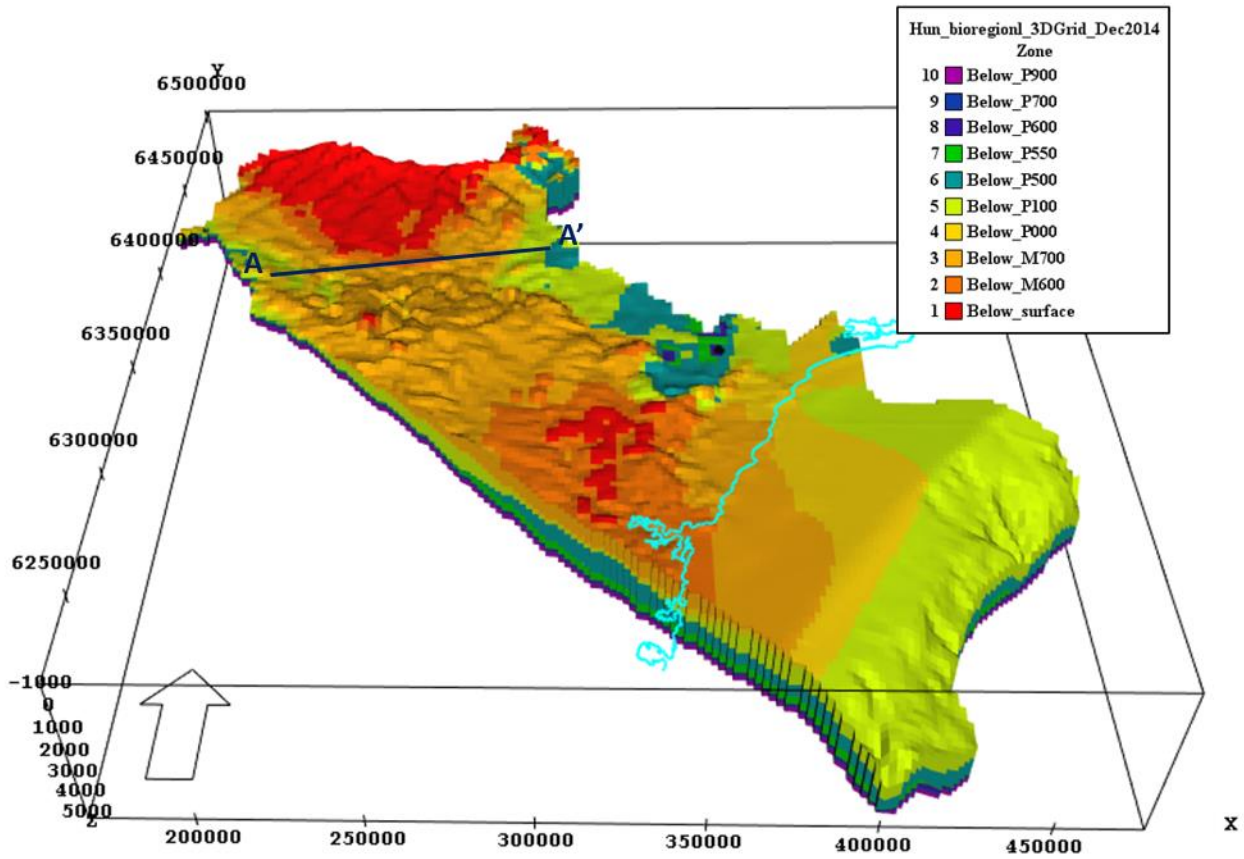 Hun_bioregionl_3DGrid_Dec2014
Zone
10 Below_P900
9 Below_P700
8 Below_P600
7 Below_P550
6 Below_P500
5 Below_P100
4 Below_P000
3 Below_M700
2 Below_M600
1 Below_surface
Y
6500000
6450000
6400000
6350000
6300000
6250000
A
A’
-1000
0
1000
2000
3000
4000
5000
Z
200000
250000
300000
350000
400000
450000
X